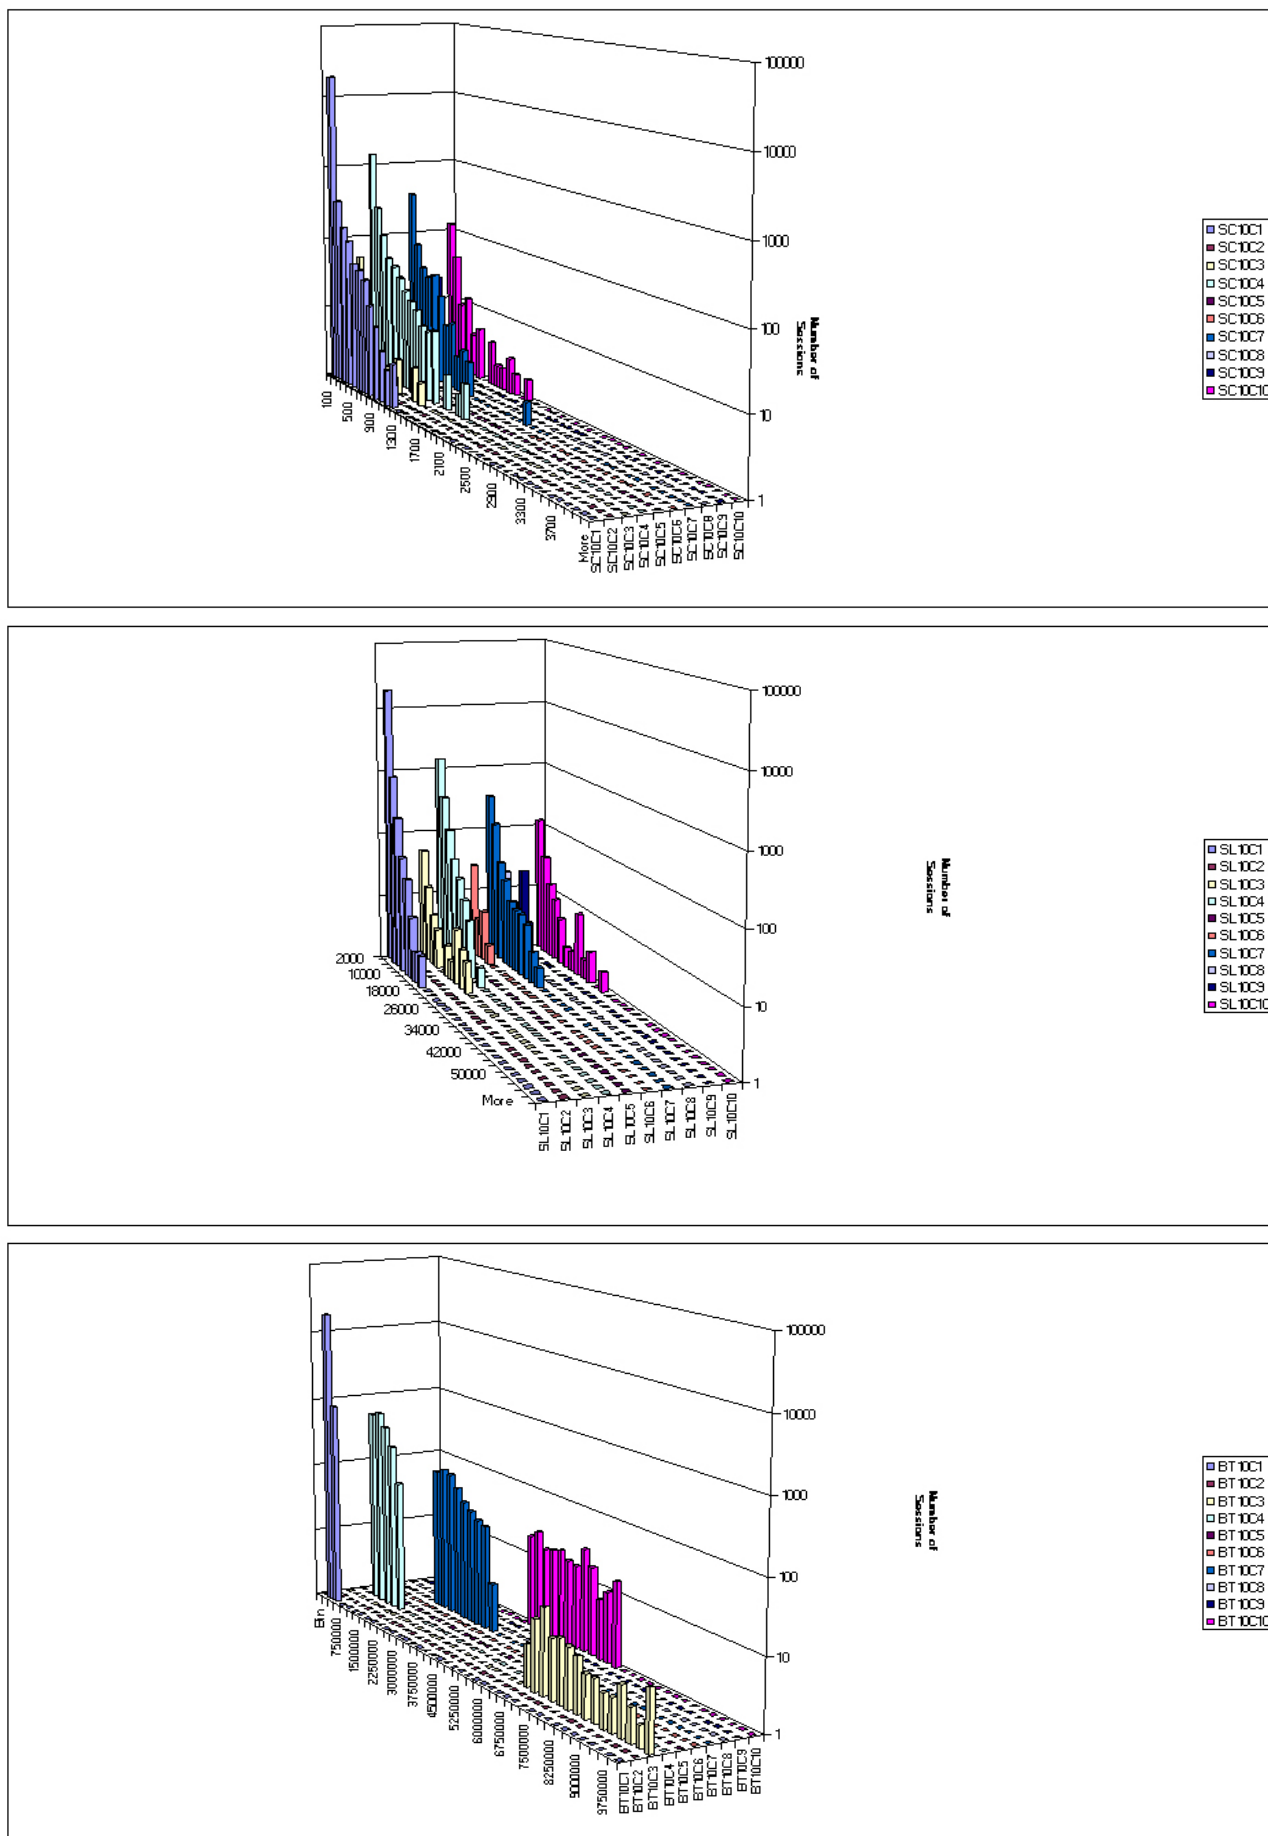 100000
10000
1000
100
10
1
Number of
Sessions
100
500
900
1300
1700
2100
2500
2900
3300
3700
More
SC10C1
SC10C2
SC10C3
SC10C4
SC10C5
SC10C6
SC10C7
SC10C8
SC10C9
SC10C10
SC10C1
SC10C2
SC10C3
SC10C4
SC10C5
SC10C6
SC10C7
SC10C8
SC10C9
SC10C10
100000
10000
1000
100
10
1
Number of
Sessions
2000
10000
18000
26000
34000
42000
50000
More
SL10C1
SL10C2
SL10C3
SL10C4
SL10C5
SL10C6
SL10C7
SL10C8
SL10C9
SL10C10
SL10C1
SL10C2
SL10C3
SL10C4
SL10C5
SL10C6
SL10C7
SL10C8
SL10C9
SL10C10
100000
10000
1000
100
10
1
Number of
Sessions
Bin
750000
1500000
2250000
3000000
3750000
4500000
5250000
6000000
6750000
7500000
8250000
9000000
9750000
BT10C1
BT10C2
BT10C3
BT10C4
BT10C5
BT10C6
BT10C7
BT10C8
BT10C9
BT10C10
BT10C1
BT10C2
BT10C3
BT10C4
BT10C5
BT10C6
BT10C7
BT10C8
BT10C9
BT10C10